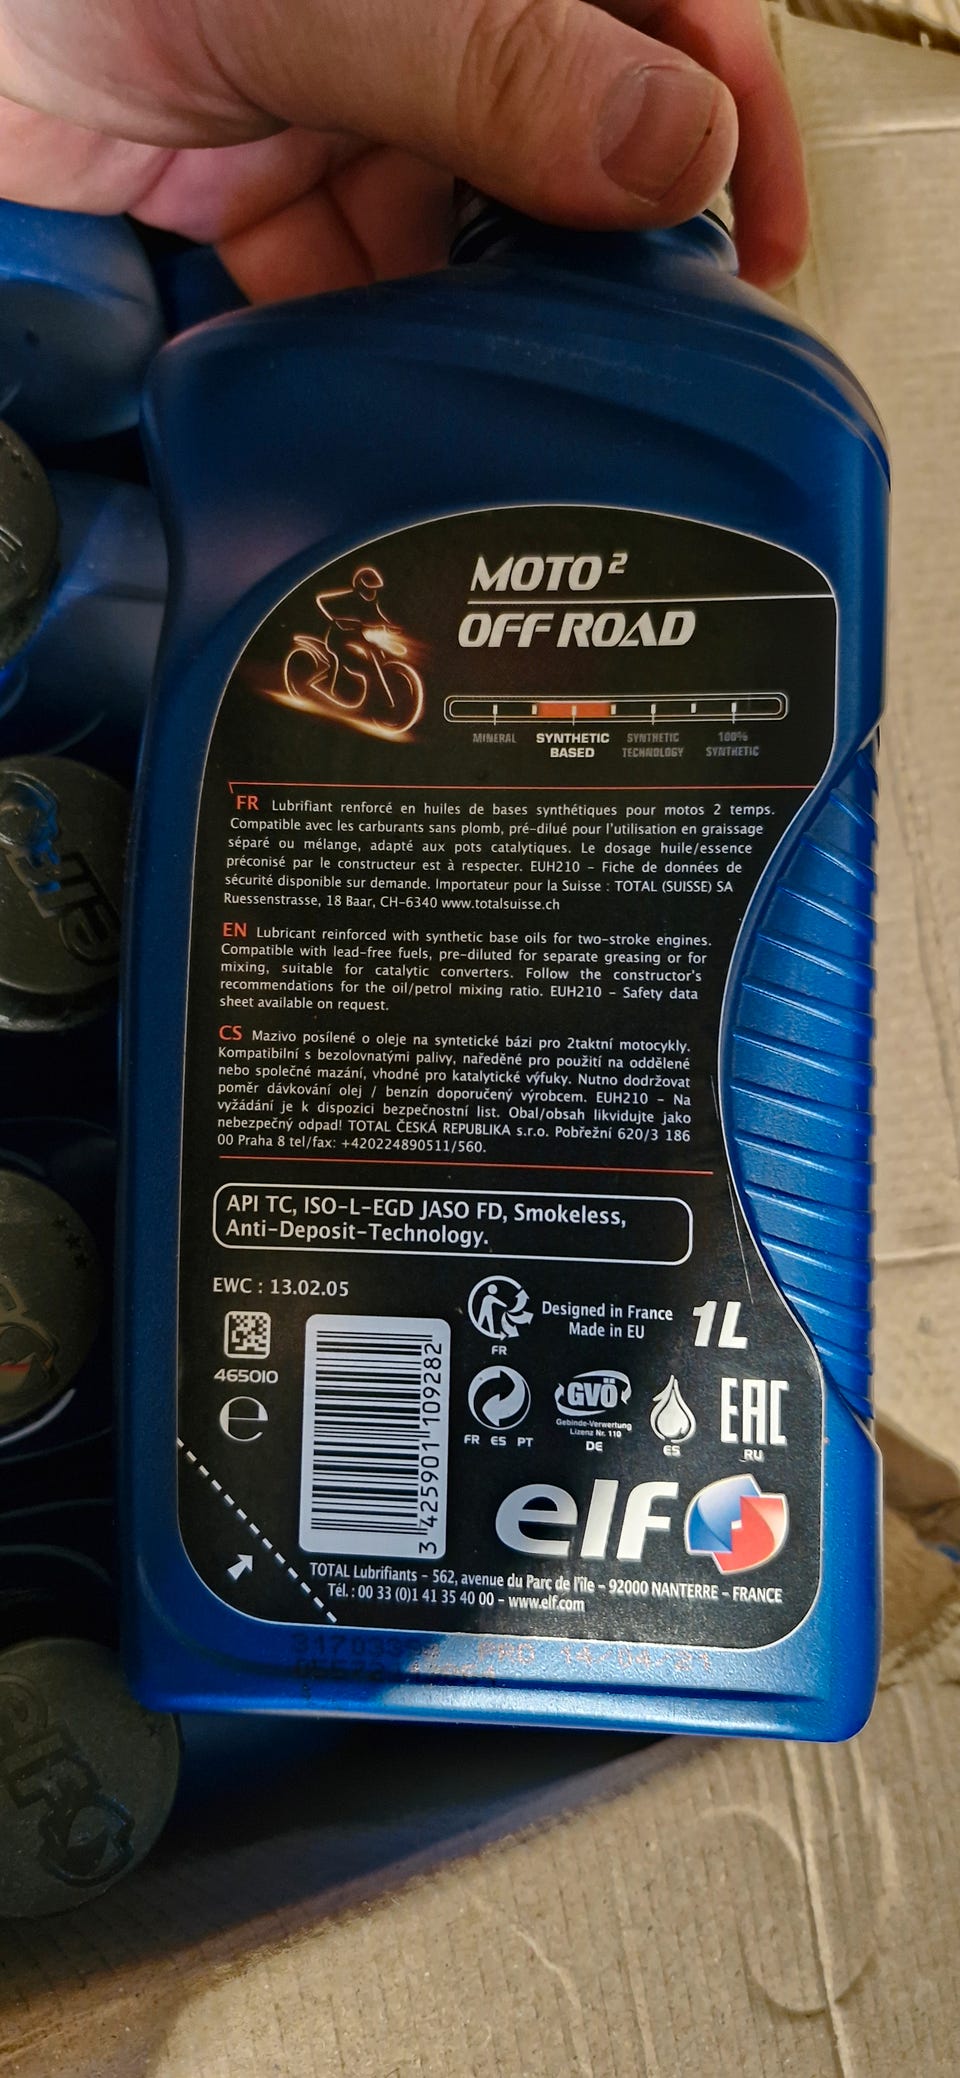 MOTO²
OFF ROAD
MINERAL
SYNTHETIC BASED
SYNTHETIC TECHNOLOGY
100% SYNTHETIC
FR Lubrifiant renforcé en huiles de bases synthétiques pour motos 2 temps.
Compatible avec les carburants sans plomb, pré-dilué pour l'utilisation en graissage
séparé ou mélange, adapté aux pots catalytiques. Le dosage huile/essence
préconisé par le constructeur est à respecter. EUH210 – Fiche de données de
sécurité disponible sur demande. Importateur pour la Suisse : TOTAL (SUISSE) SA
Ruessenstrasse, 18 Baar, CH-6340 www.totalsuisse.ch
EN Lubricant reinforced with synthetic base oils for two-stroke engines.
Compatible with lead-free fuels, pre-diluted for separate greasing or for
mixing, suitable for catalytic converters. Follow the constructor's
recommendations for the oil/petrol mixing ratio. EUH210 – Safety data
sheet available on request.
CS Mazivo posílené o oleje na syntetické bázi pro 2taktní motocykly.
Kompatibilní s bezolovnatými palivy, naředěné pro použití na oddělené
nebo společné mazání, vhodné pro katalytické výfuky. Nutno dodržovat
poměr dávkování olej / benzín doporučený výrobcem. EUH210 – Na
vyžádání je k dispozici bezpečnostní list. Obal/obsah likvidujte jako
nebezpečný odpad! TOTAL ČESKÁ REPUBLIKA s.r.o. Pobřežní 620/3 186
00 Praha 8 tel/fax: +420224890511/560.
API TC, ISO-L-EGD JASO FD, Smokeless,
Anti-Deposit-Technology.
EWC : 13.02.05
465010
e
3 425901 109282
FR
Designed in France
Made in EU
1L
FR ES PT
GVÖ
Gebinde-Verwertung
Lizenz Nr. 110
DE
ES
EAC
RU
elf
TOTAL Lubrifiants – 562, avenue du Parc de l'île – 92000 NANTERRE – FRANCE
Tél.: 00 33 (0)1 41 35 40 00 – www.elf.com
PRO 14/04/21